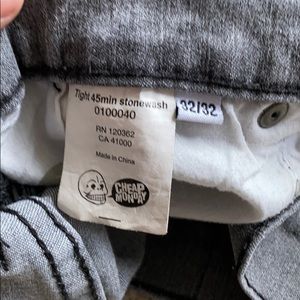 Tight 45min stonewash
0100040
32/32
RN 120362
CA 41000
Made in China
CHEAP
MONDAY